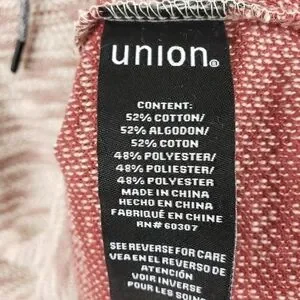 union®
CONTENT:
52% COTTON/
52% ALGODON/
52% COTON
48% POLYESTER/
48% POLIESTER/
48% POLYESTER
MADE IN CHINA
HECHO EN CHINA
FABRIQUÉ EN CHINE
RN# 60307
SEE REVERSE FOR CARE
VEA EN EL REVERSO DE
ATENCIÓN
VOIR INVERSE
POUR LES SOINS